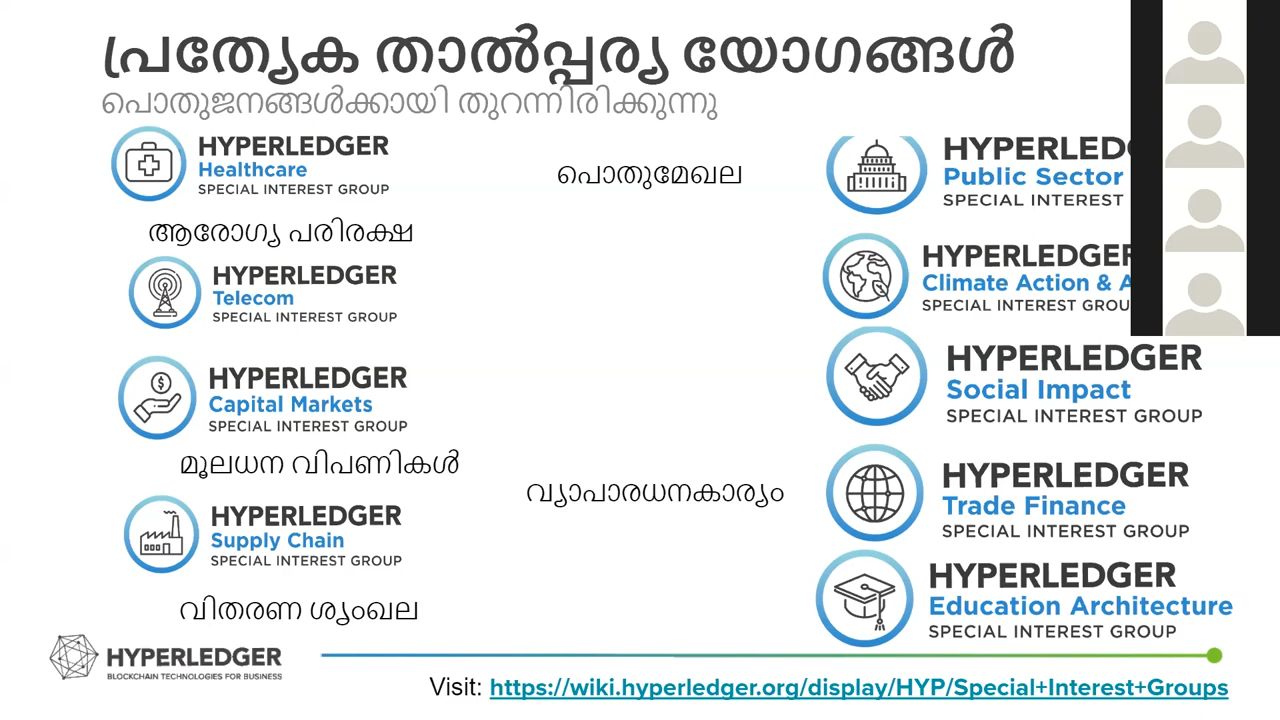 പ്രത്യേക താൽപ്പര്യ യോഗങ്ങൾ
പൊതുജനങ്ങൾക്കായി തുറന്നിരിക്കുന്നു
HYPERLEDGER
Healthcare
SPECIAL INTEREST GROUP
ആരോഗ്യ പരിരക്ഷ
HYPERLEDGER
Telecom
SPECIAL INTEREST GROUP
HYPERLEDGER
Capital Markets
SPECIAL INTEREST GROUP
മൂലധന വിപണികൾ
HYPERLEDGER
Supply Chain
SPECIAL INTEREST GROUP
വിതരണ ശൃംഖല
പൊതുമേഖല
വ്യാപാരധനകാര്യം
Public Sector
SPECIAL INTEREST
Climate Action &
SPECIAL INTEREST
HYPERLEDGER
Social Impact
SPECIAL INTEREST GROUP
HYPERLEDGER
Trade Finance
SPECIAL INTEREST GROUP
HYPERLEDGER
Education Architecture
SPECIAL INTEREST GROUP
HYPERLEDGER
BLOCKCHAIN TECHNOLOGIES FOR BUSINESS
Visit: https://wiki.hyperledger.org/display/HYP/Special+Interest+Groups